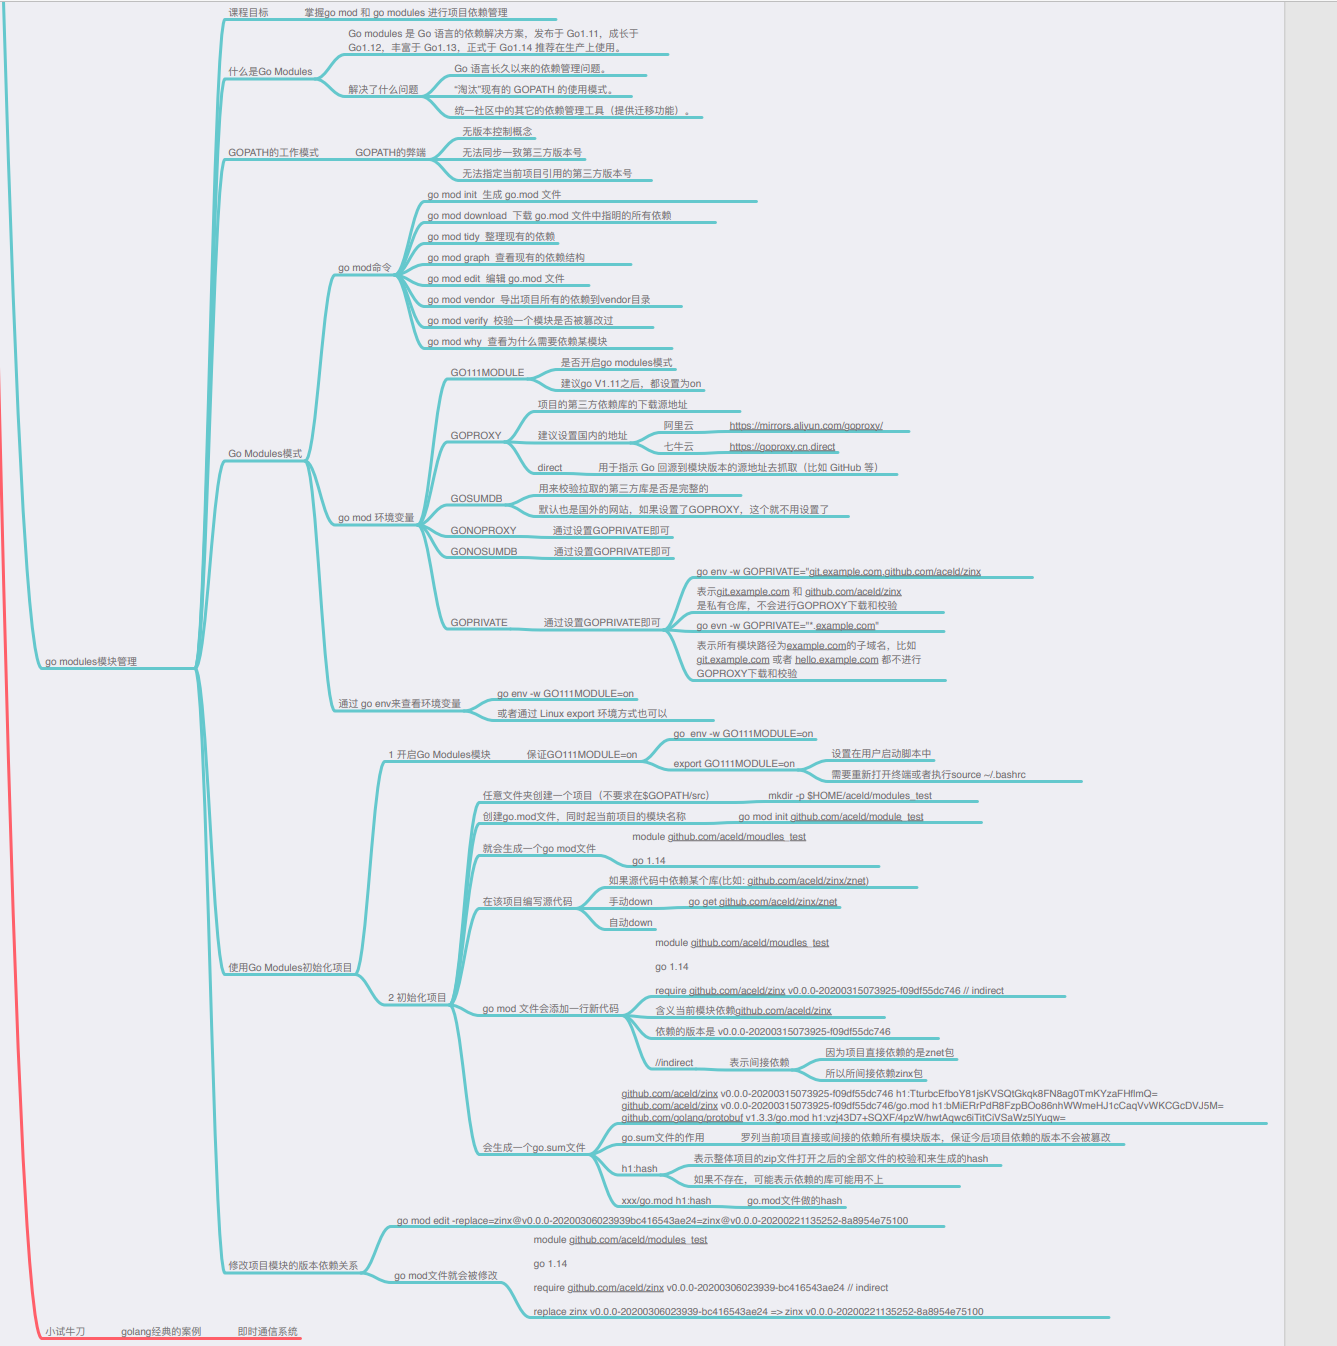 课程目标 掌握go mod 和 go modules 进行项目依赖管理
Go modules 是 Go 语言的依赖解决方案，发布于 Go1.11，成长于
Go1.12，丰富于 Go1.13，正式于 Go1.14 推荐在生产上使用。
什么是Go Modules
Go 语言长久以来的依赖管理问题。
解决了什么问题
“淘汰”现有的 GOPATH 的使用模式。
统一社区中的其它的依赖管理工具（提供迁移功能）。
无版本控制概念
GOPATH的工作模式 GOPATH的弊端
无法同步一致第三方版本号
无法指定当前项目引用的第三方版本号
go mod init 生成 go.mod 文件
go mod download 下载 go.mod 文件中指明的所有依赖
go mod tidy 整理现有的依赖
go mod graph 查看现有的依赖结构
go mod命令
go mod edit 编辑 go.mod 文件
go mod vendor 导出项目所有的依赖到vendor目录
go mod verify 校验一个模块是否被篡改过
go mod why 查看为什么需要依赖某模块
是否开启go modules模式
GO111MODULE
建议go V1.11之后，都设置为on
项目的第三方依赖库的下载源地址
阿里云 https://mirrors.aliyun.com/goproxy/
GOPROXY 建议设置国内的地址
七牛云 https://goproxy.cn,direct
Go Modules模式
direct 用于指示 Go 回源到模块版本的源地址去抓取（比如 GitHub 等）
用来校验拉取的第三方库是否是完整的
GOSUMDB
默认也是国外的网站，如果设置了GOPROXY，这个就不用设置了
go mod 环境变量
GONOPROXY 通过设置GOPRIVATE即可
GONOSUMDB 通过设置GOPRIVATE即可
go env -w GOPRIVATE="git.example.com,github.com/aceld/zinx
表示git.example.com 和 github.com/aceld/zinx
是私有仓库，不会进行GOPROXY下载和校验
GOPRIVATE 通过设置GOPRIVATE即可
go evn -w GOPRIVATE="*.example.com"
表示所有模块路径为example.com的子域名，比如
git.example.com 或者 hello.example.com 都不进行
GOPROXY下载和校验
go modules模块管理
go env -w GO111MODULE=on
通过 go env来查看环境变量
或者通过 Linux export 环境方式也可以
go  env -w GO111MODULE=on
1 开启Go Modules模块 保证GO111MODULE=on
设置在用户启动脚本中
export GO111MODULE=on
需要重新打开终端或者执行source ~/.bashrc
任意文件夹创建一个项目（不要求在$GOPATH/src） mkdir -p $HOME/aceld/modules_test
创建go.mod文件，同时起当前项目的模块名称 go mod init github.com/aceld/module_test
module github.com/aceld/moudles_test
就会生成一个go mod文件
go 1.14
如果源代码中依赖某个库(比如: github.com/aceld/zinx/znet)
在该项目编写源代码 手动down go get github.com/aceld/zinx/znet
自动down
module github.com/aceld/moudles_test
go 1.14
使用Go Modules初始化项目
require github.com/aceld/zinx v0.0.0-20200315073925-f09df55dc746 // indirect
2 初始化项目
go mod 文件会添加一行新代码
含义当前模块依赖github.com/aceld/zinx
依赖的版本是 v0.0.0-20200315073925-f09df55dc746
因为项目直接依赖的是znet包
//indirect 表示间接依赖
所以所间接依赖zinx包
github.com/aceld/zinx v0.0.0-20200315073925-f09df55dc746 h1:TturbcEfboY81jsKVSQtGkqk8FN8ag0TmKYzaFHflmQ=
github.com/aceld/zinx v0.0.0-20200315073925-f09df55dc746/go.mod h1:bMiERrPdR8FzpBOo86nhWWmeHJ1cCaqVvWKCGcDVJ5M=
github.com/golang/protobuf v1.3.3/go.mod h1:vzj43D7+SQXF/4pzW/hwtAqwc6iTitCiVSaWz5lYuqw=
go.sum文件的作用 罗列当前项目直接或间接的依赖所有模块版本，保证今后项目依赖的版本不会被篡改
会生成一个go.sum文件
表示整体项目的zip文件打开之后的全部文件的校验和来生成的hash
h1:hash
如果不存在，可能表示依赖的库可能用不上
xxx/go.mod h1:hash go.mod文件做的hash
go mod edit -replace=zinx@v0.0.0-20200306023939bc416543ae24=zinx@v0.0.0-20200221135252-8a8954e75100
module github.com/aceld/modules_test
修改项目模块的版本依赖关系
go 1.14
go mod文件就会被修改
require github.com/aceld/zinx v0.0.0-20200306023939-bc416543ae24 // indirect
replace zinx v0.0.0-20200306023939-bc416543ae24 => zinx v0.0.0-20200221135252-8a8954e75100
小试牛刀 golang经典的案例 即时通信系统